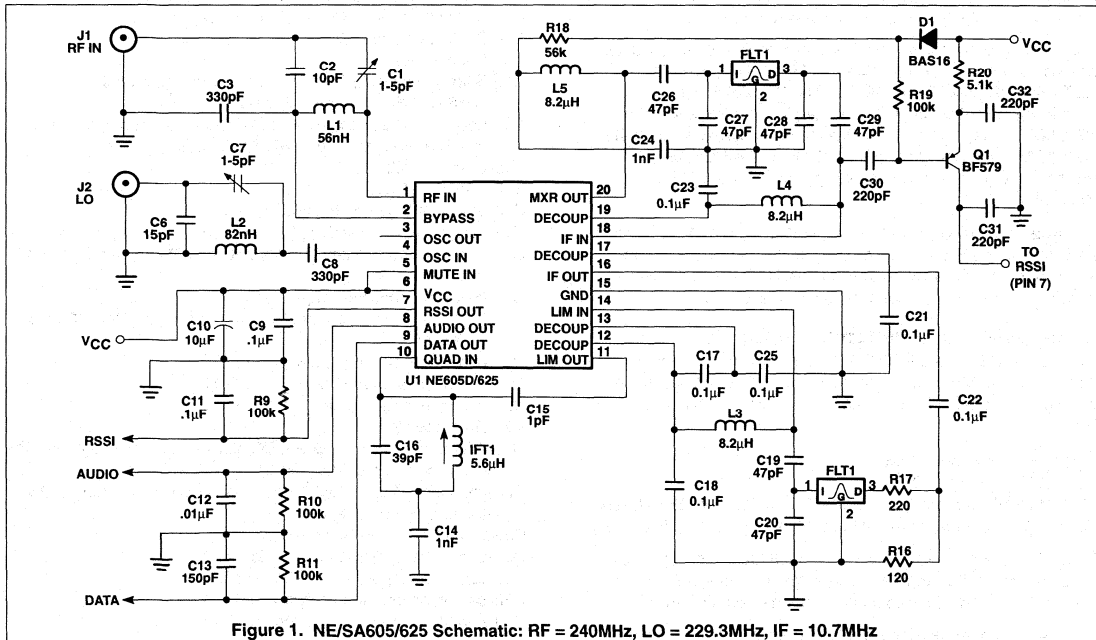 J1
RF IN
C2
10pF
C1
1-5pF
C3
330pF
L1
56nH
C7
1-5pF
J2
LO
C6
15pF
L2
82nH
C8
330pF
VCC
C10
10µF
C9
.1µF
C11
.1µF
R9
100k
RSSI
AUDIO
C12
.01µF
R10
100k
C13
150pF
R11
100k
DATA
1 RF IN
2 BYPASS
3 OSC OUT
4 OSC IN
5 MUTE IN
6 VCC
7 RSSI OUT
8 AUDIO OUT
9 DATA OUT
10 QUAD IN
MXR OUT 20
DECOUP 19
IF IN 18
DECOUP 17
IF OUT 16
GND 15
LIM IN 14
DECOUP 13
DECOUP 12
LIM OUT 11
U1 NE605D/625
C15
1pF
C16
39pF
IFT1
5.6µH
C14
1nF
R18
56k
L5
8.2µH
C26
47pF
FLT1
1 I G D 3
2
C27
47pF
C28
47pF
C29
47pF
C24
1nF
C23
0.1µF
L4
8.2µH
C30
220pF
D1
BAS16
VCC
R19
100k
R20
5.1k
C32
220pF
Q1
BF579
C31
220pF
TO
RSSI
(PIN 7)
C21
0.1µF
C17
0.1µF
C25
0.1µF
C22
0.1µF
L3
8.2µH
C19
47pF
C18
0.1µF
FLT1
1 I G D 3
2
R17
220
C20
47pF
R16
120
Figure 1. NE/SA605/625 Schematic: RF = 240MHz, LO = 229.3MHz, IF = 10.7MHz